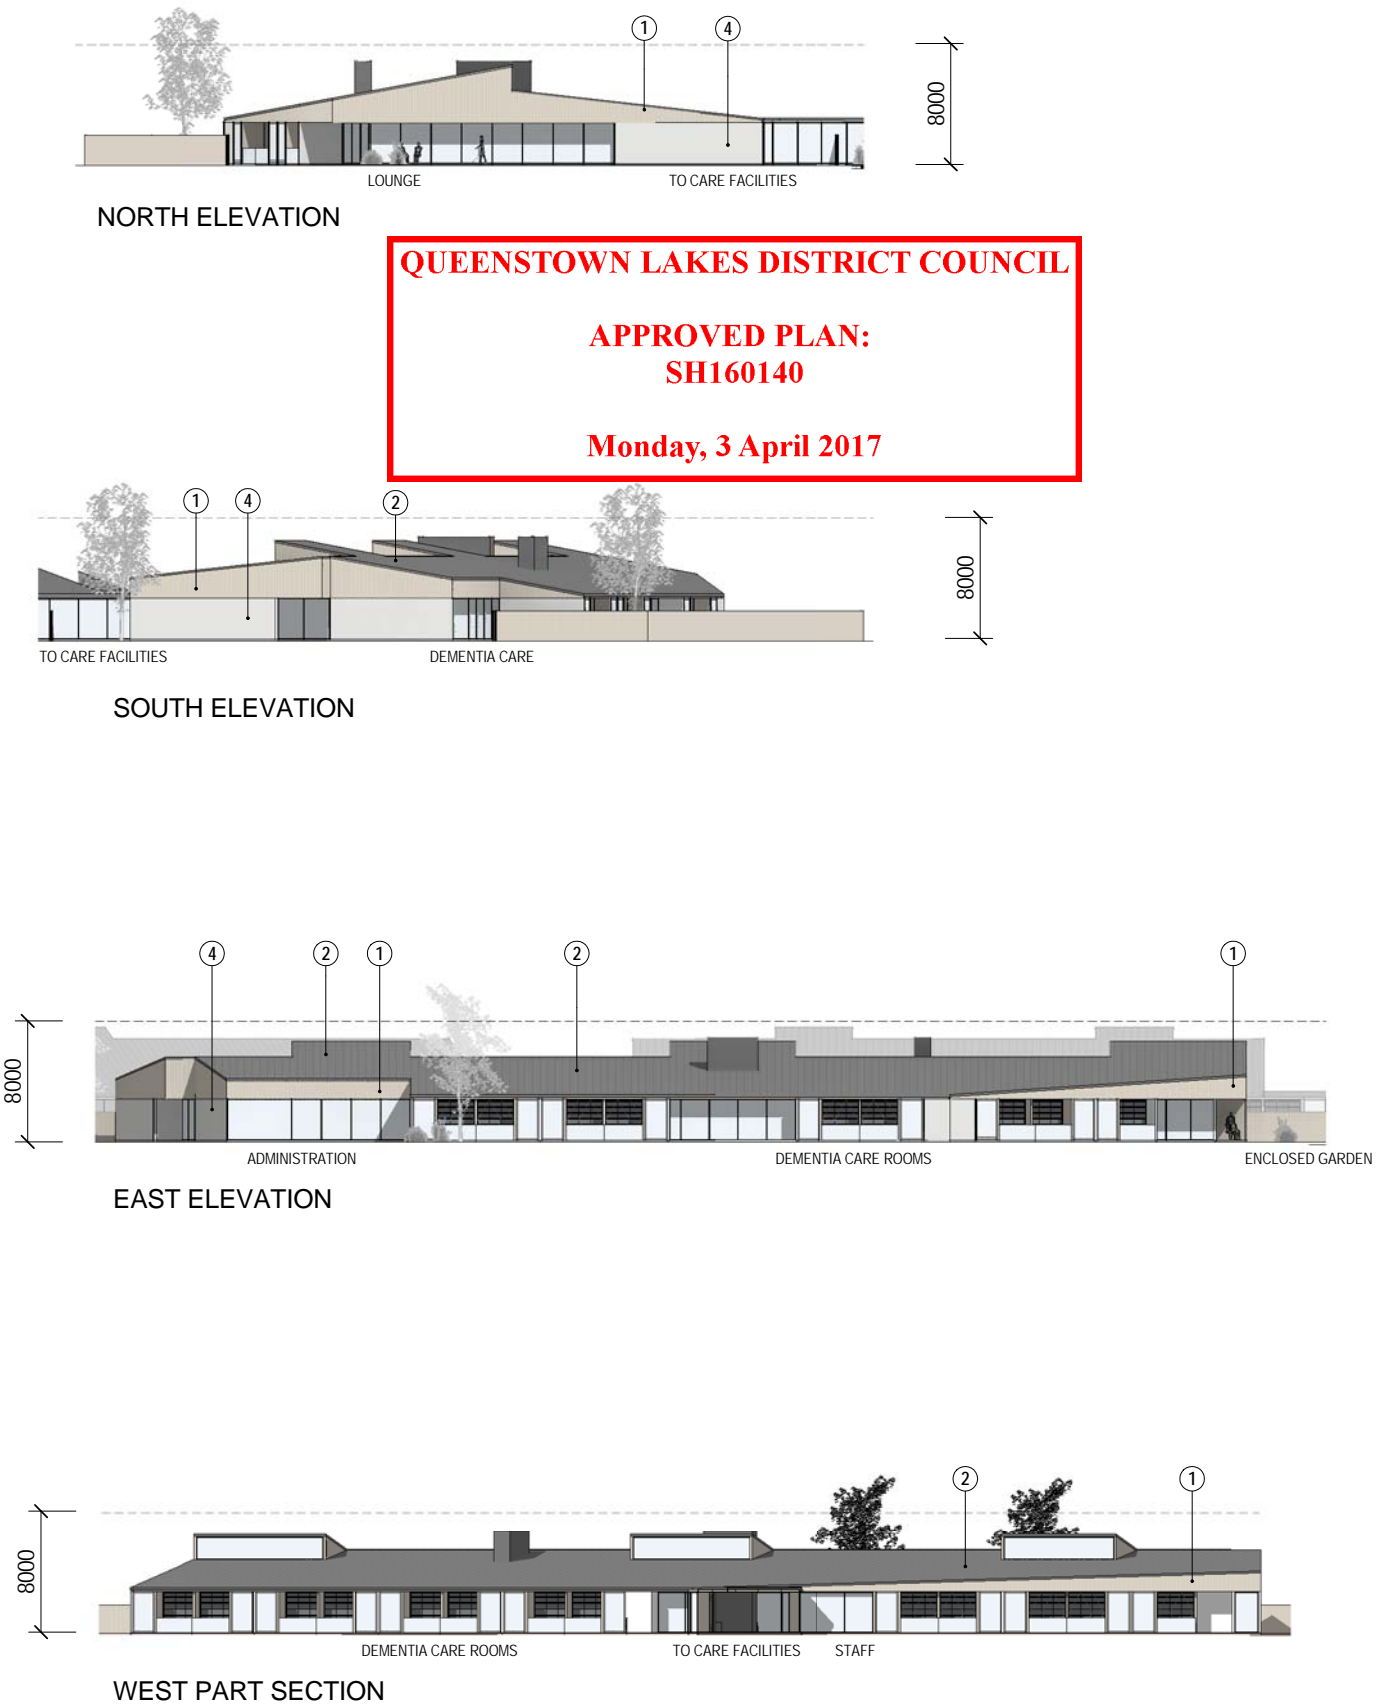 1 4
8000
LOUNGE TO CARE FACILITIES
NORTH ELEVATION
QUEENSTOWN LAKES DISTRICT COUNCIL
APPROVED PLAN:
SH160140
Monday, 3 April 2017
1 4 2
8000
TO CARE FACILITIES DEMENTIA CARE
SOUTH ELEVATION
4 2 1 2 1
8000
ADMINISTRATION DEMENTIA CARE ROOMS ENCLOSED GARDEN
EAST ELEVATION
2 1
8000
DEMENTIA CARE ROOMS TO CARE FACILITIES STAFF
WEST PART SECTION